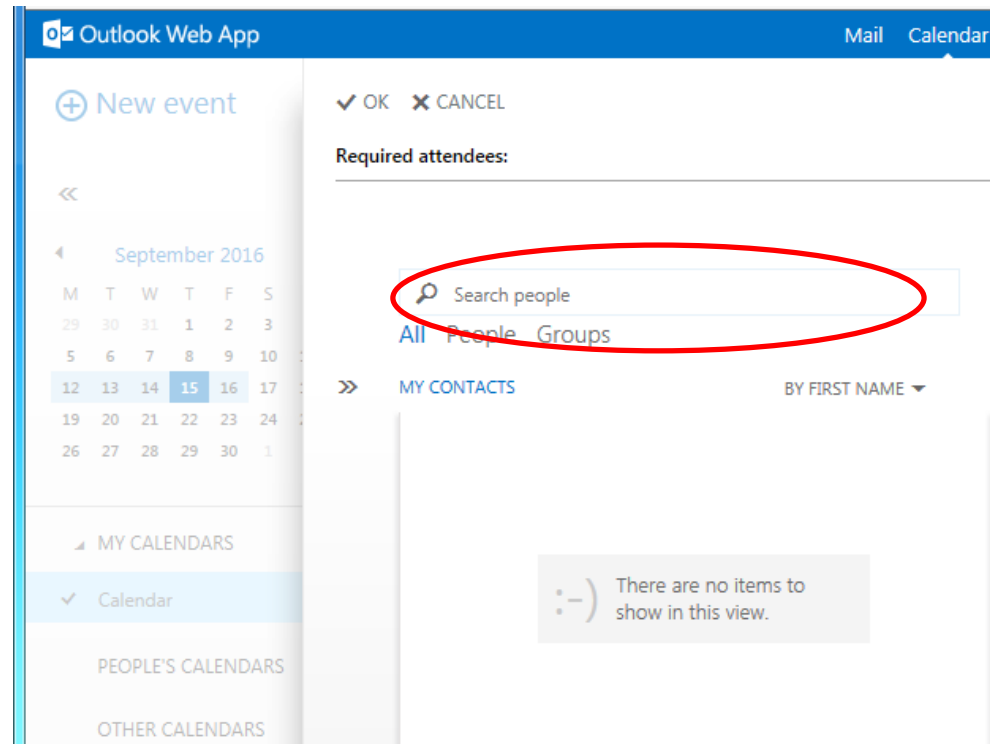 Outlook Web App
Mail Calendar
New event
OK CANCEL
Required attendees:
September 2016
M T W T F S
29 30 31 1 2 3
5 6 7 8 9 10
12 13 14 15 16 17
19 20 21 22 23 24
26 27 28 29 30 1
Search people
All People Groups
MY CONTACTS BY FIRST NAME
:-) There are no items to
show in this view.
MY CALENDARS
Calendar
PEOPLE'S CALENDARS
OTHER CALENDARS